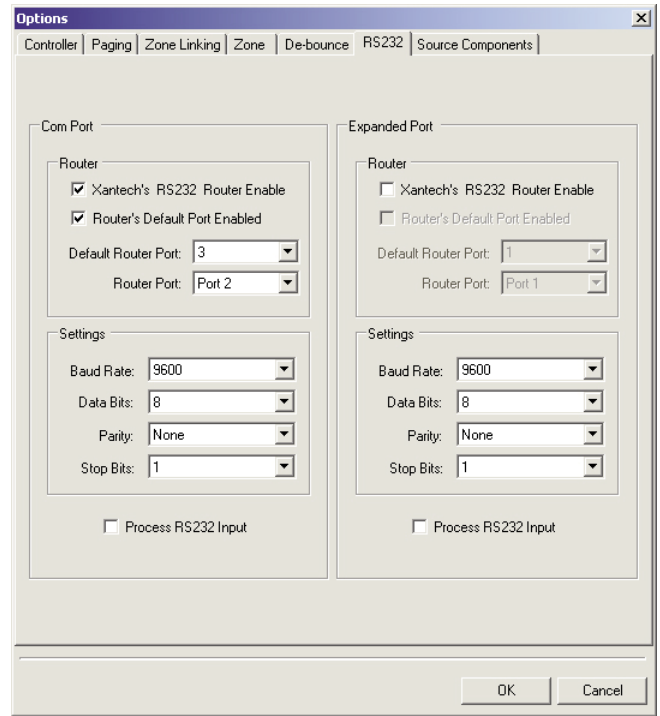 Options
Controller Paging Zone Linking Zone De-bounce RS232 Source Components
Com Port
Router
Xantech's RS232 Router Enable
Router's Default Port Enabled
Default Router Port: 3
Router Port: Port 2
Settings
Baud Rate: 9600
Data Bits: 8
Parity: None
Stop Bits: 1
Process RS232 Input
Expanded Port
Router
Xantech's RS232 Router Enable
Router's Default Port Enabled
Default Router Port: 1
Router Port: Port 1
Settings
Baud Rate: 9600
Data Bits: 8
Parity: None
Stop Bits: 1
Process RS232 Input
OK Cancel